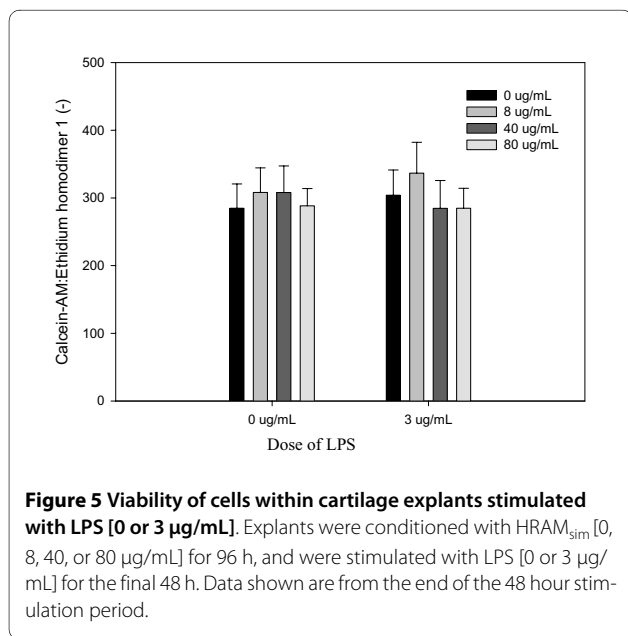 500
400
300
200
100
0
Calcein-AM:Ethidium homodimer 1 (-)
0 ug/mL
8 ug/mL
40 ug/mL
80 ug/mL
0 ug/mL 3 ug/mL
Dose of LPS
Figure 5 Viability of cells within cartilage explants stimulated
with LPS [0 or 3 μg/mL]. Explants were conditioned with HRAMsim [0,
8, 40, or 80 μg/mL] for 96 h, and were stimulated with LPS [0 or 3 μg/
mL] for the final 48 h. Data shown are from the end of the 48 hour stim-
ulation period.